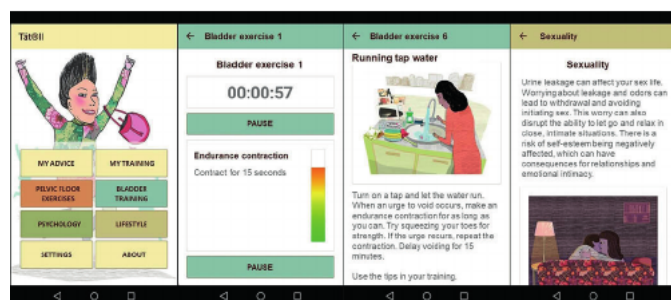 Tät®II
MY ADVICE
MY TRAINING
PELVIC FLOOR
EXERCISES
BLADDER
TRAINING
PSYCHOLOGY
LIFESTYLE
SETTINGS
ABOUT
← Bladder exercise 1
Bladder exercise 1
00:00:57
PAUSE
Endurance contraction
Contract for 15 seconds
PAUSE
← Bladder exercise 6
Running tap water
Turn on a tap and let the water run.
When an urge to void occurs, make an
endurance contraction for as long as
you can. Try squeezing your toes for
strength. If the urge recurs, repeat the
contraction. Delay voiding for 15
minutes.
Use the tips in your training.
← Sexuality
Sexuality
Urine leakage can affect your sex life.
Worrying about leakage and odors can
lead to withdrawal and avoiding
initiating sex. This worry can also
disrupt the ability to let go and relax in
close, intimate situations. There is a
risk of self-esteem being negatively
affected, which can have
consequences for relationships and
emotional intimacy.